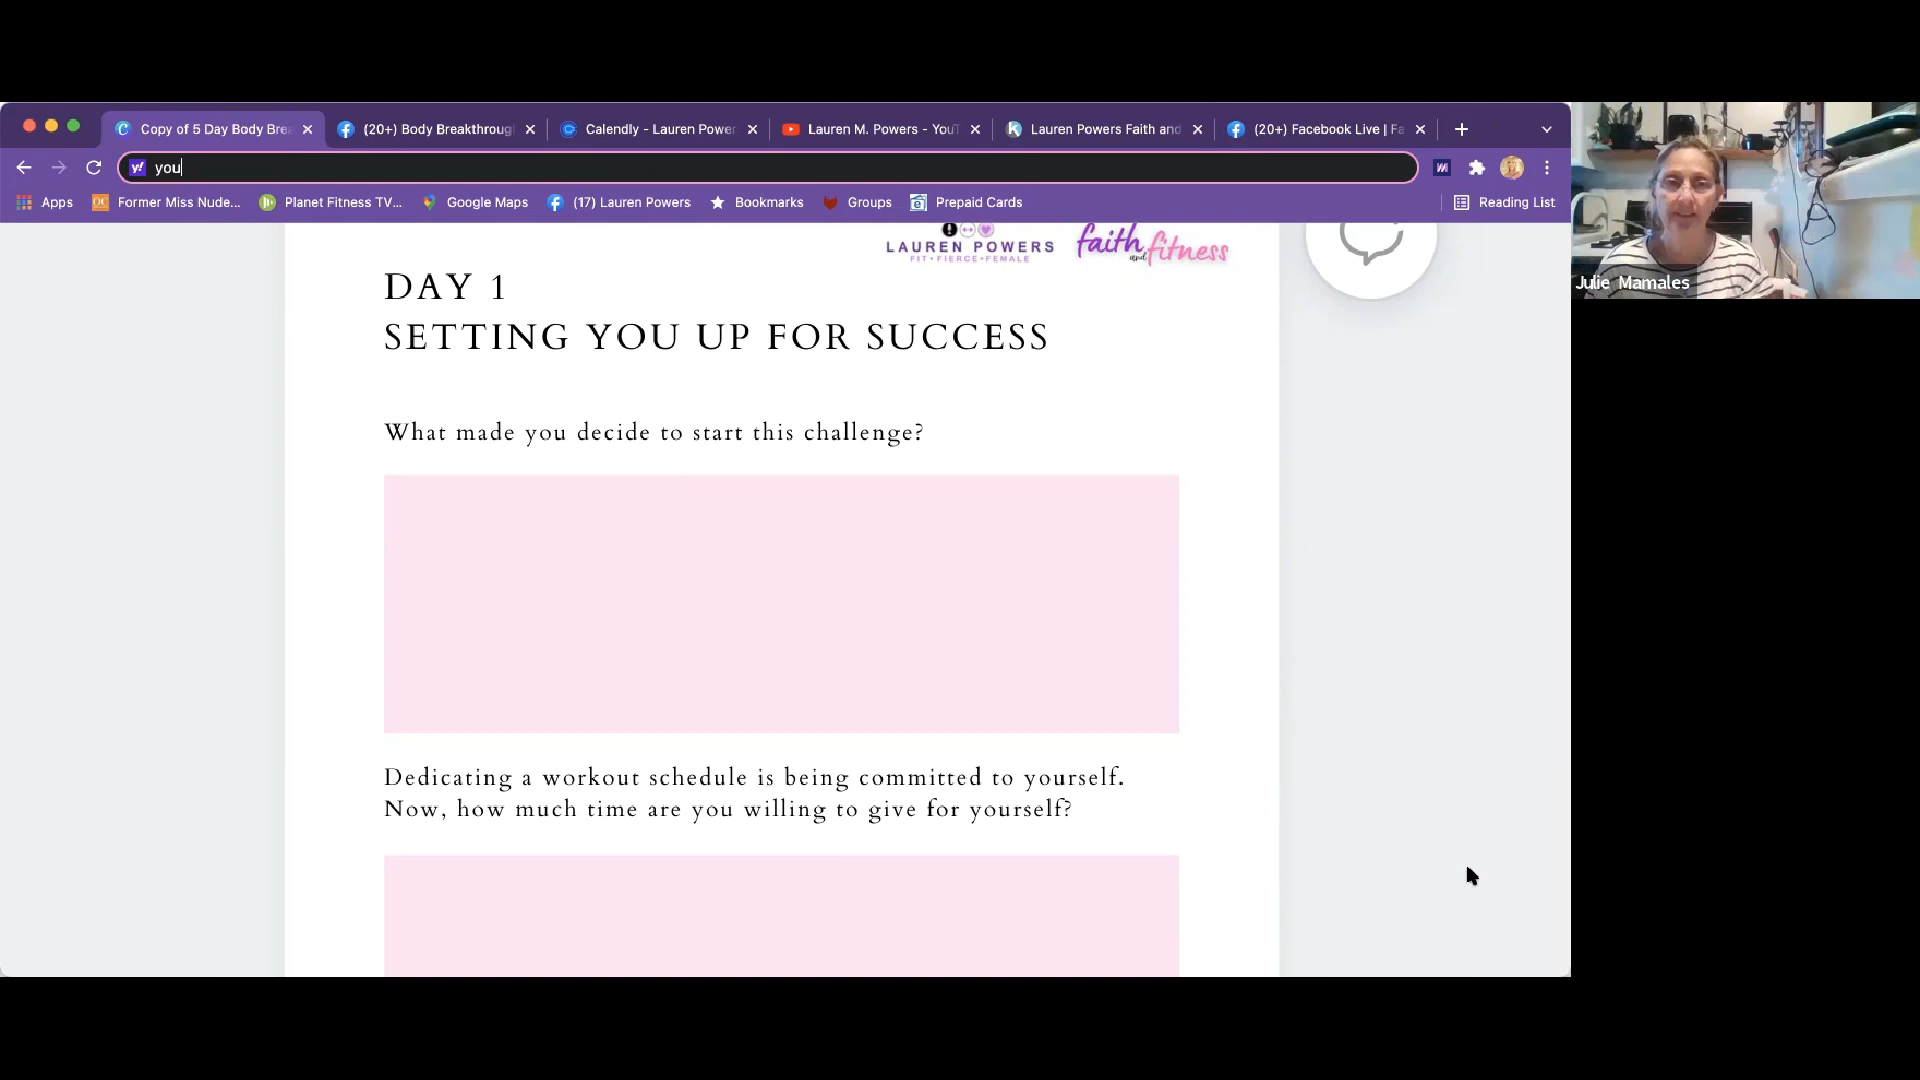 Copy of 5 Day Body Brea
(20+) Body Breakthroug
Calendly - Lauren Power
Lauren M. Powers - YouT
Lauren Powers Faith and
(20+) Facebook Live | Fa
y!
you
Apps
OC
Former Miss Nude...
Planet Fitness TV...
Google Maps
(17) Lauren Powers
Bookmarks
Groups
Prepaid Cards
Reading List
LAUREN POWERS
FIT•FIERCE•FEMALE
faith and fitness
DAY 1
SETTING YOU UP FOR SUCCESS
What made you decide to start this challenge?
Dedicating a workout schedule is being committed to yourself.
Now, how much time are you willing to give for yourself?
Julie Mamales